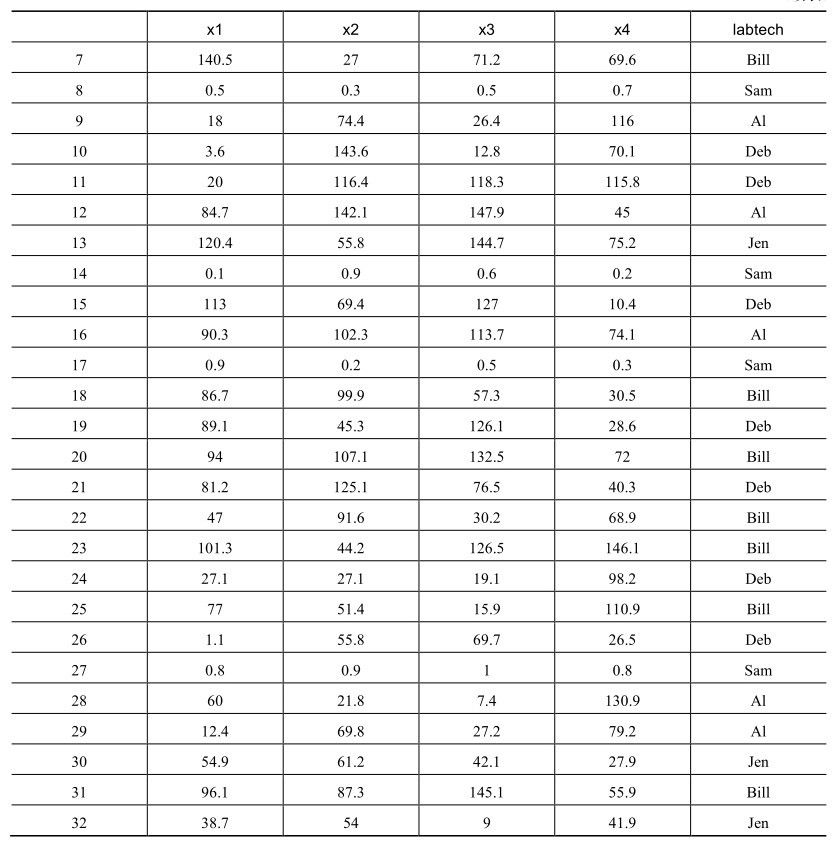 x1 x2 x3 x4 labtech
7 140.5 27 71.2 69.6 Bill
8 0.5 0.3 0.5 0.7 Sam
9 18 74.4 26.4 116 Al
10 3.6 143.6 12.8 70.1 Deb
11 20 116.4 118.3 115.8 Deb
12 84.7 142.1 147.9 45 Al
13 120.4 55.8 144.7 75.2 Jen
14 0.1 0.9 0.6 0.2 Sam
15 113 69.4 127 10.4 Deb
16 90.3 102.3 113.7 74.1 Al
17 0.9 0.2 0.5 0.3 Sam
18 86.7 99.9 57.3 30.5 Bill
19 89.1 45.3 126.1 28.6 Deb
20 94 107.1 132.5 72 Bill
21 81.2 125.1 76.5 40.3 Deb
22 47 91.6 30.2 68.9 Bill
23 101.3 44.2 126.5 146.1 Bill
24 27.1 27.1 19.1 98.2 Deb
25 77 51.4 15.9 110.9 Bill
26 1.1 55.8 69.7 26.5 Deb
27 0.8 0.9 1 0.8 Sam
28 60 21.8 7.4 130.9 Al
29 12.4 69.8 27.2 79.2 Al
30 54.9 61.2 42.1 27.9 Jen
31 96.1 87.3 145.1 55.9 Bill
32 38.7 54 9 41.9 Jen